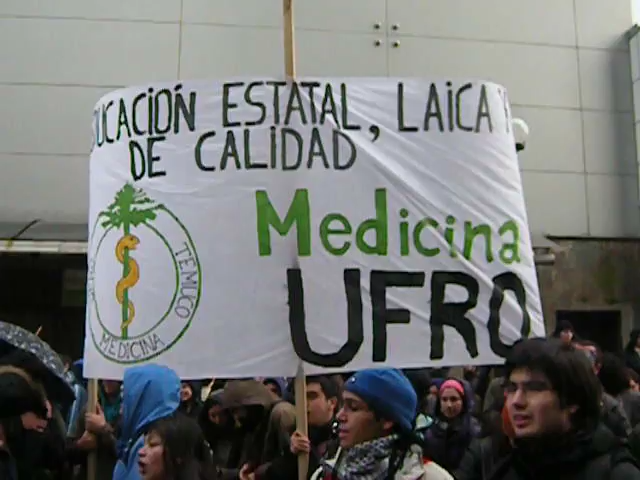 UCACIÓN ESTATAL, LAICA Y
DE CALIDAD
Medicina
UFRO
TEMUCO
MEDICINA